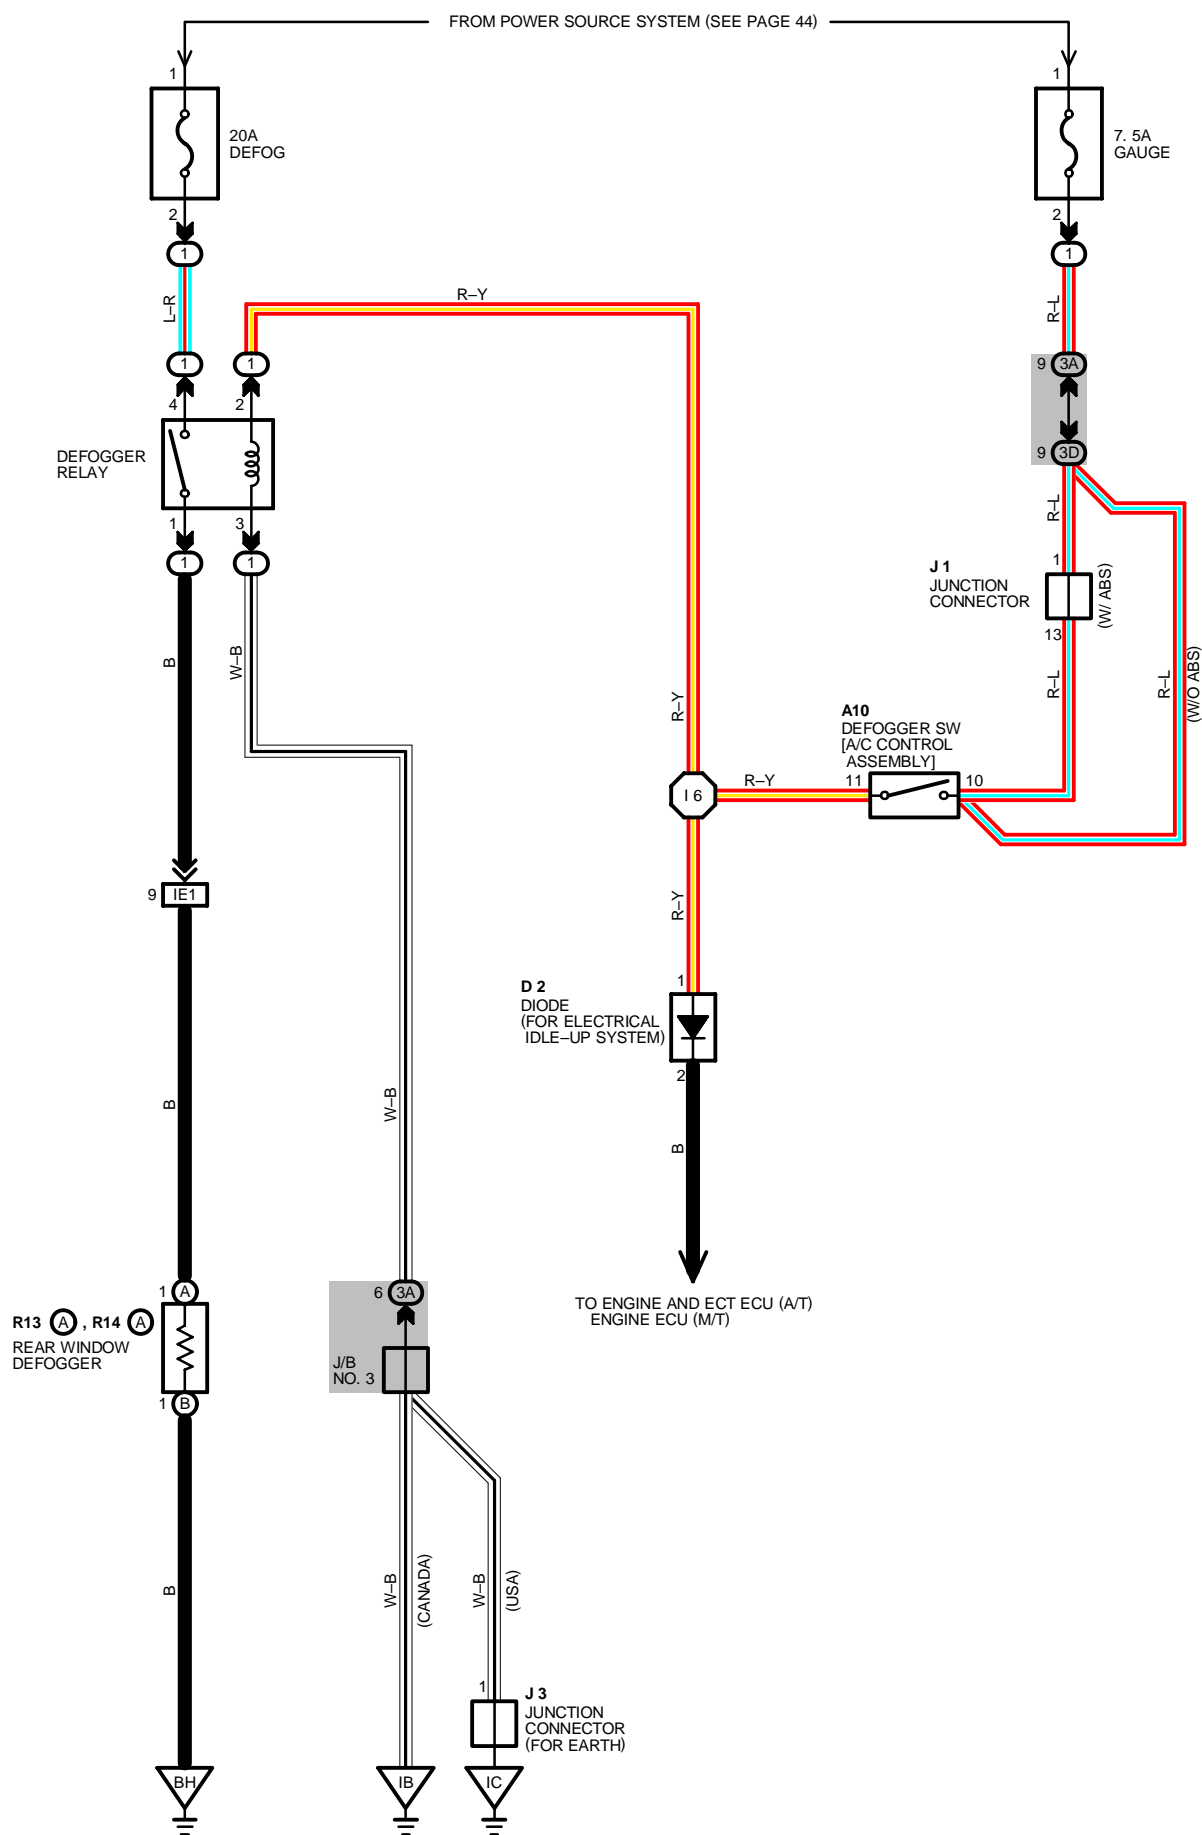 FROM POWER SOURCE SYSTEM (SEE PAGE 44)
1
1
20A
DEFOG
7. 5A
GAUGE
2
2
1
1
L–R
R–Y
R–L
1
1
9 3A
4
2
9 3D
DEFOGGER
RELAY
R–L
1
3
1
1
1
J 1
JUNCTION
CONNECTOR
(W/ ABS)
13
B
W–B
R–L
R–L
(W/O ABS)
R–Y
A10
DEFOGGER SW
[A/C CONTROL
ASSEMBLY]
I 6
R–Y
11
10
9 IE1
R–Y
D 2
DIODE
(FOR ELECTRICAL
IDLE–UP SYSTEM)
1
2
B
W–B
B
TO ENGINE AND ECT ECU (A/T)
ENGINE ECU (M/T)
1 A
6 3A
R13 A , R14 A
REAR WINDOW
DEFOGGER
J/B
NO. 3
1 B
B
W–B
(CANADA)
W–B
(USA)
1
J 3
JUNCTION
CONNECTOR
(FOR EARTH)
BH
IB
IC